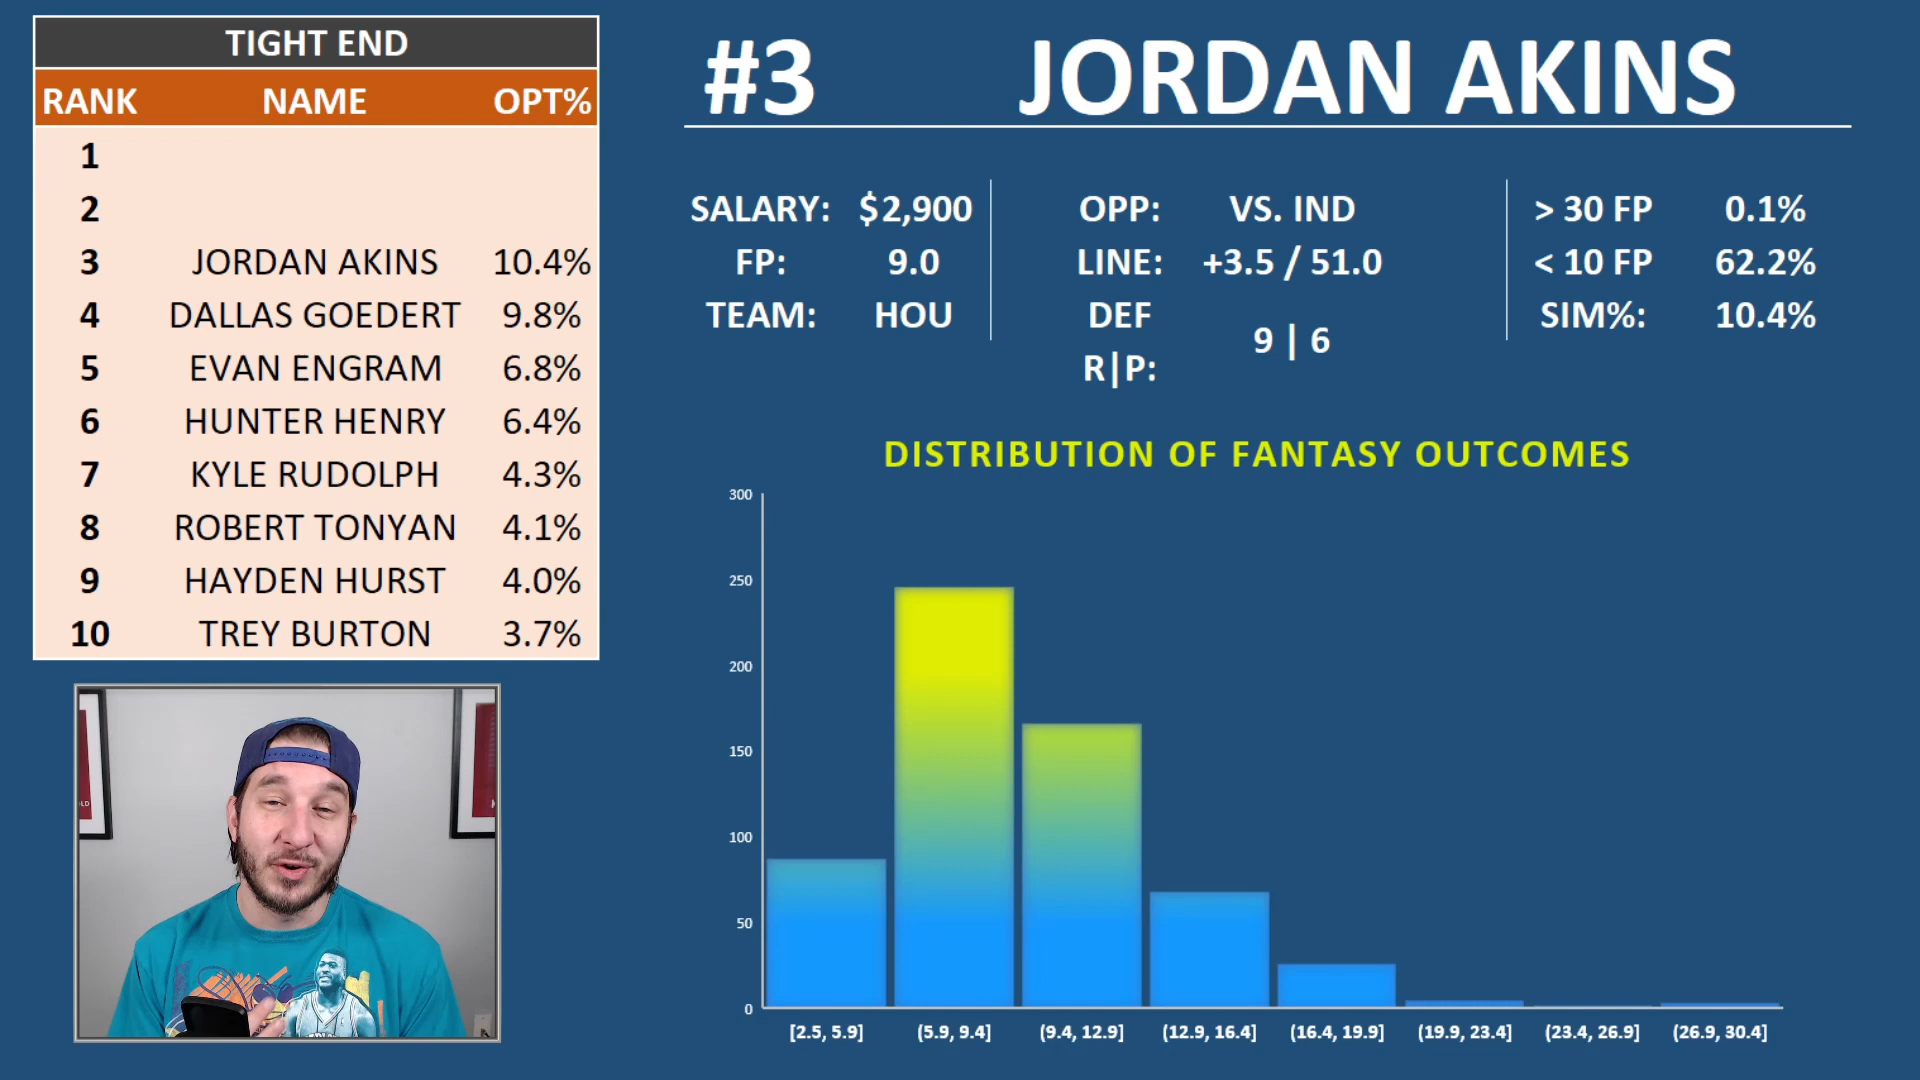 TIGHT END
RANK NAME OPT%
1
2
3 JORDAN AKINS 10.4%
4 DALLAS GOEDERT 9.8%
5 EVAN ENGRAM 6.8%
6 HUNTER HENRY 6.4%
7 KYLE RUDOLPH 4.3%
8 ROBERT TONYAN 4.1%
9 HAYDEN HURST 4.0%
10 TREY BURTON 3.7%
#3 JORDAN AKINS
SALARY: $2,900
FP: 9.0
TEAM: HOU
OPP: VS. IND
LINE: +3.5 / 51.0
DEF
R|P: 9 | 6
> 30 FP 0.1%
< 10 FP 62.2%
SIM%: 10.4%
DISTRIBUTION OF FANTASY OUTCOMES
300
250
200
150
100
50
0
[2.5, 5.9] (5.9, 9.4] (9.4, 12.9] (12.9, 16.4] (16.4, 19.9] (19.9, 23.4] (23.4, 26.9] (26.9, 30.4]